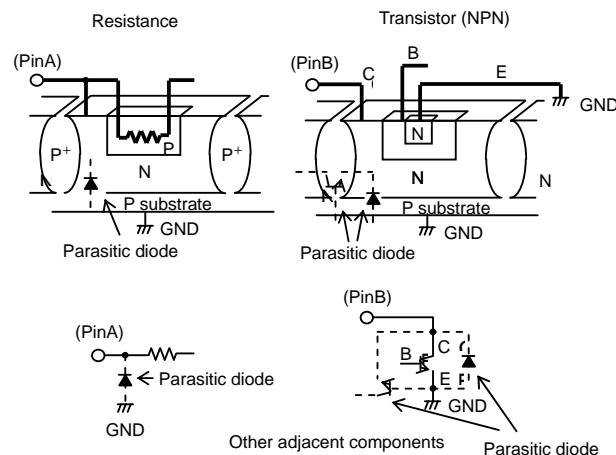 Resistance
Transistor (NPN)
(PinA)
P+
P+
P
N
P substrate
GND
Parasitic diode
(PinB)
C
B
E
GND
N
N
N
P substrate
GND
Parasitic diode
(PinA)
Parasitic diode
GND
(PinB)
B
C
E
GND
Other adjacent components
Parasitic diode